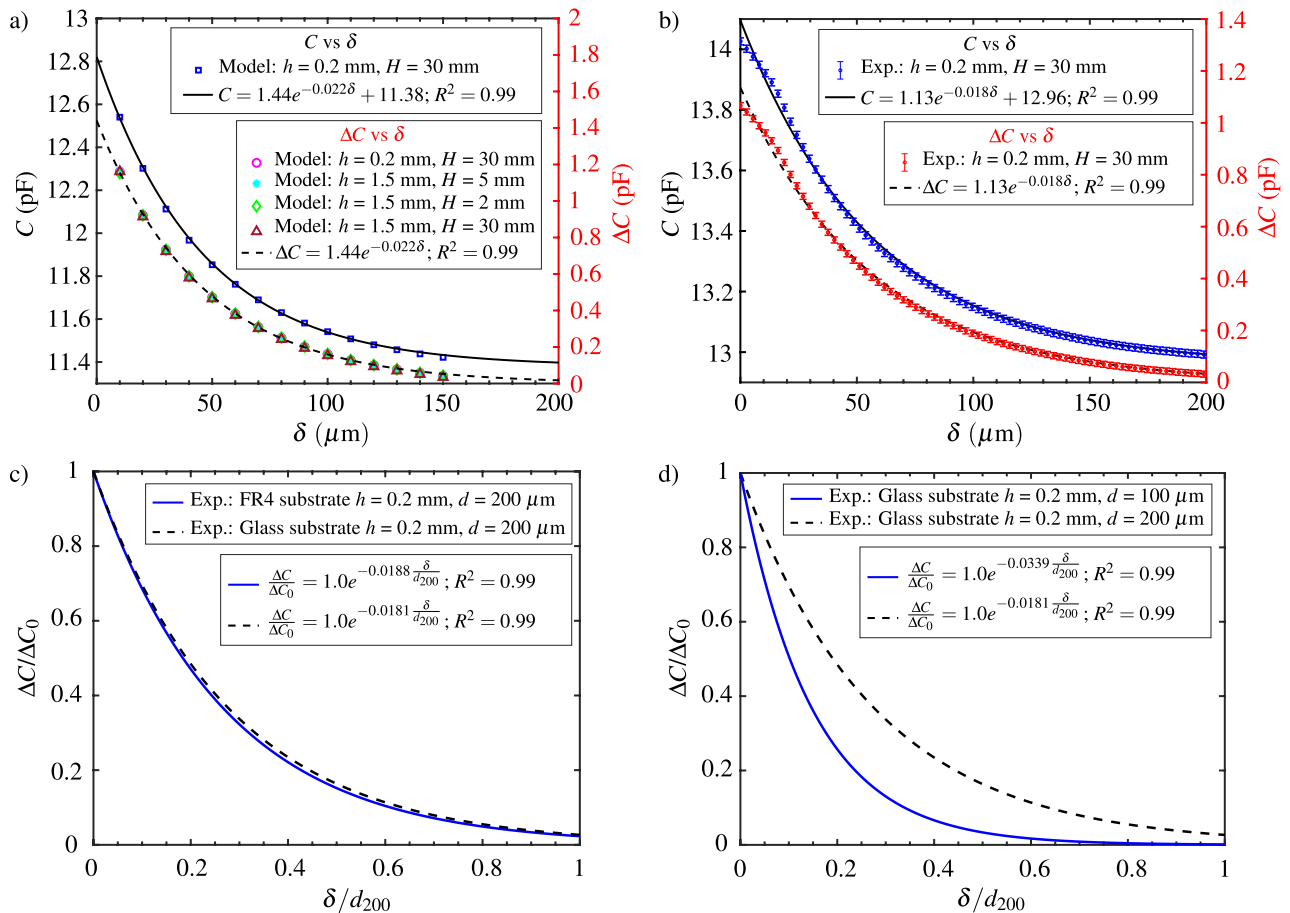 a)
C vs δ
Model: h = 0.2 mm, H = 30 mm
C = 1.44e^{-0.022δ} + 11.38; R² = 0.99
ΔC vs δ
Model: h = 0.2 mm, H = 30 mm
Model: h = 1.5 mm, H = 5 mm
Model: h = 1.5 mm, H = 2 mm
Model: h = 1.5 mm, H = 30 mm
ΔC = 1.44e^{-0.022δ}; R² = 0.99
C (pF)
13
12.8
12.6
12.4
12.2
12
11.8
11.6
11.4
ΔC (pF)
2
1.8
1.6
1.4
1.2
1
0.8
0.6
0.4
0.2
0
0 50 100 150 200
δ (μm)
b)
C vs δ
Exp.: h = 0.2 mm, H = 30 mm
C = 1.13e^{-0.018δ} + 12.96; R² = 0.99
ΔC vs δ
Exp.: h = 0.2 mm, H = 30 mm
ΔC = 1.13e^{-0.018δ}; R² = 0.99
C (pF)
14
13.8
13.6
13.4
13.2
13
ΔC (pF)
1.4
1.2
1
0.8
0.6
0.4
0.2
0
0 50 100 150 200
δ (μm)
c)
Exp.: FR4 substrate h = 0.2 mm, d = 200 μm
Exp.: Glass substrate h = 0.2 mm, d = 200 μm
ΔC/ΔC₀ = 1.0e^{-0.0188 δ/d₂₀₀}; R² = 0.99
ΔC/ΔC₀ = 1.0e^{-0.0181 δ/d₂₀₀}; R² = 0.99
ΔC/ΔC₀
1
0.8
0.6
0.4
0.2
0
0 0.2 0.4 0.6 0.8 1
δ/d₂₀₀
d)
Exp.: Glass substrate h = 0.2 mm, d = 100 μm
Exp.: Glass substrate h = 0.2 mm, d = 200 μm
ΔC/ΔC₀ = 1.0e^{-0.0339 δ/d₂₀₀}; R² = 0.99
ΔC/ΔC₀ = 1.0e^{-0.0181 δ/d₂₀₀}; R² = 0.99
ΔC/ΔC₀
1
0.8
0.6
0.4
0.2
0
0 0.2 0.4 0.6 0.8 1
δ/d₂₀₀